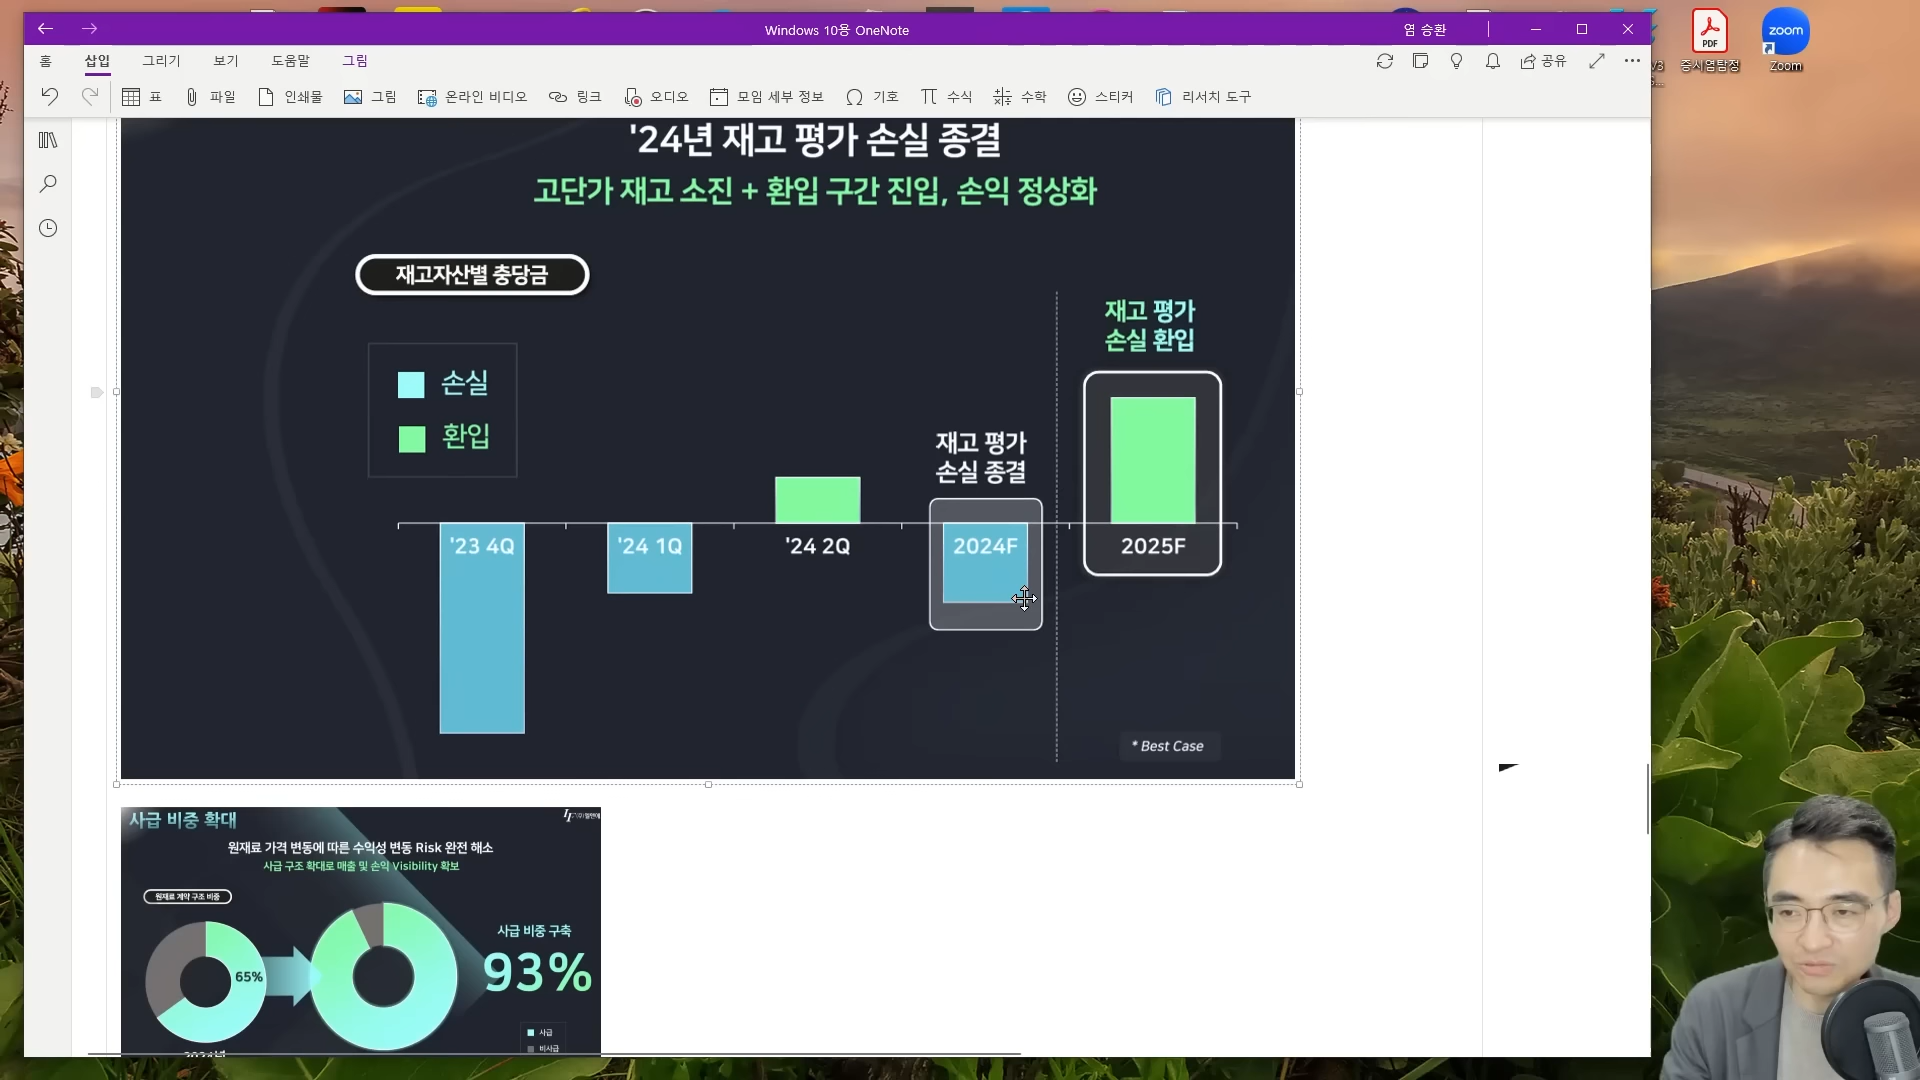 Windows 10용 OneNote
염 승환
홈
삽입
그리기
보기
도움말
그림
공유
표
파일
인쇄물
그림
온라인 비디오
링크
오디오
모임 세부 정보
기호
수식
수학
스티커
리서치 도구
PDF
증시염탐정
zoom
Zoom
'24년 재고 평가 손실 종결
고단가 재고 소진 + 환입 구간 진입, 손익 정상화
재고자산별 충당금
손실
환입
재고 평가
손실 환입
재고 평가
손실 종결
'23 4Q
'24 1Q
'24 2Q
2024F
2025F
* Best Case
사급 비중 확대
원재료 가격 변동에 따른 수익성 변동 Risk 완전 해소
사급 구조 확대로 매출 및 손익 Visibility 확보
원재료 계약 구조 비중
65%
사급 비중 구축
93%
사급
비사급